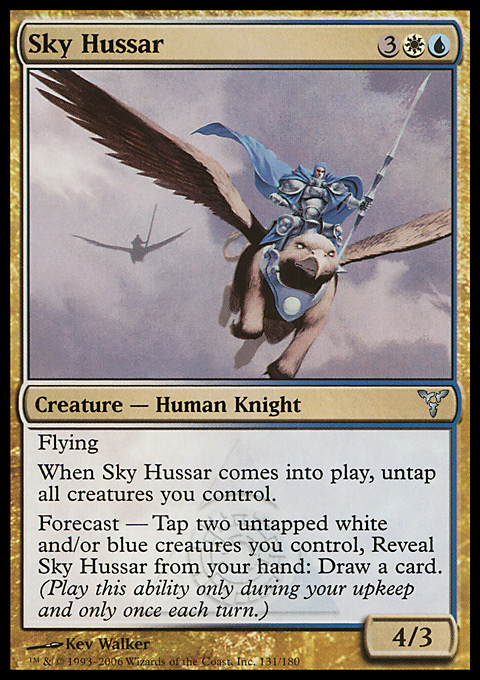 Sky Hussar 3
Creature — Human Knight
Flying
When Sky Hussar comes into play, untap
all creatures you control.
Forecast — Tap two untapped white
and/or blue creatures you control, Reveal
Sky Hussar from your hand: Draw a card.
(Play this ability only during your upkeep
and only once each turn.)
Kev Walker
4/3
™ & © 1993–2006 Wizards of the Coast, Inc. 131/180